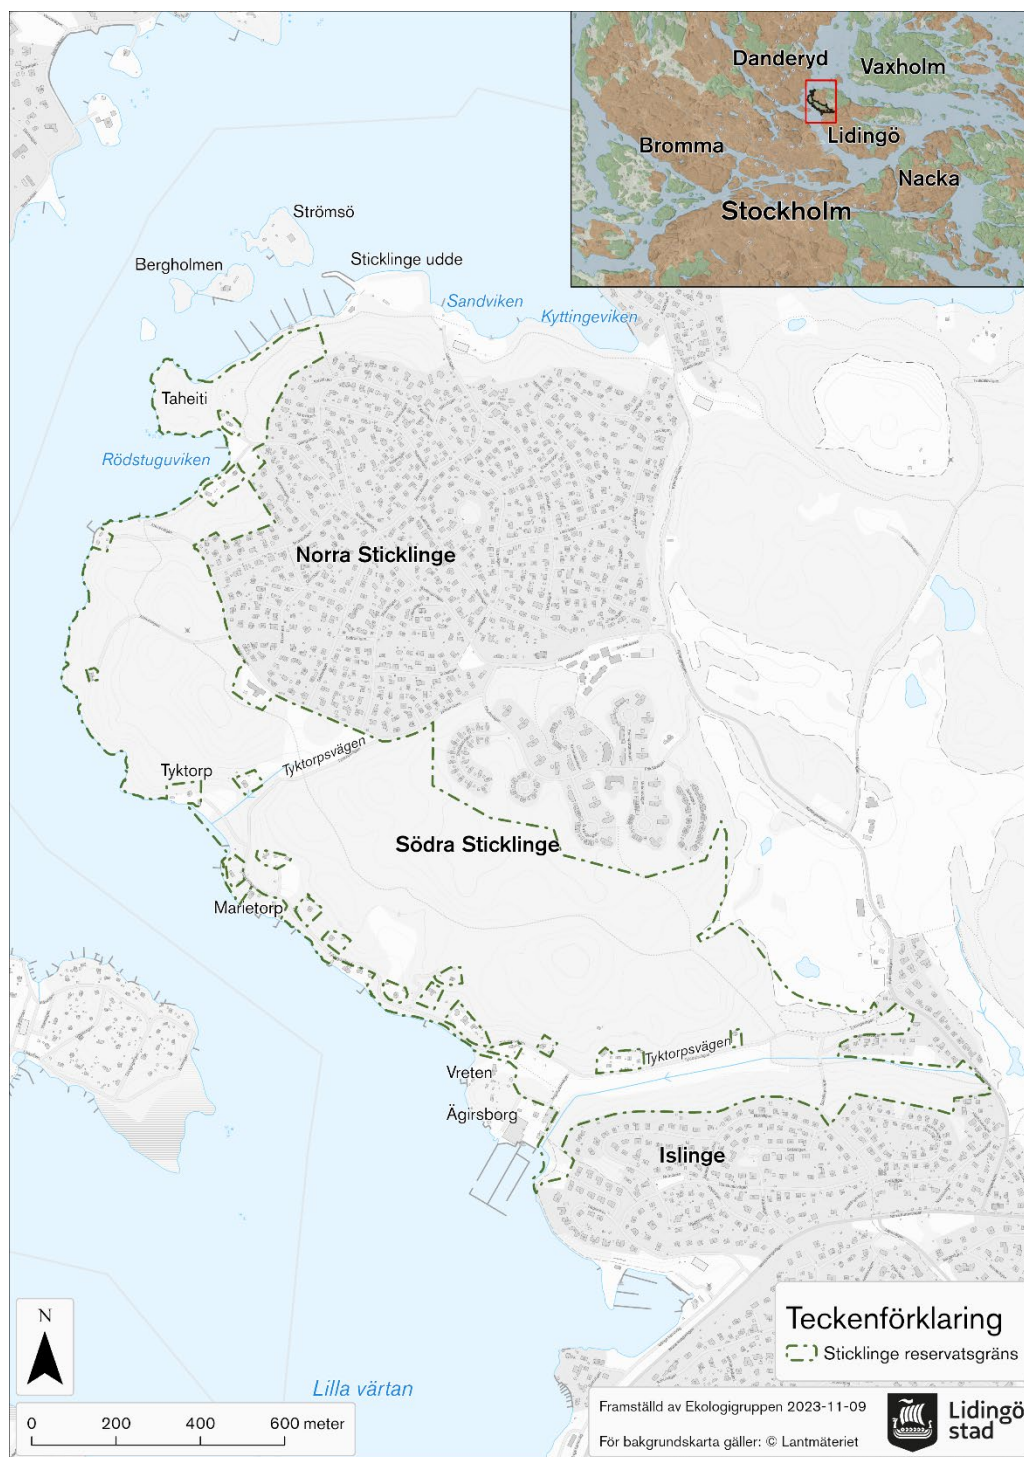 Danderyd
Vaxholm
Lidingö
Bromma
Nacka
Stockholm
Strömsö
Sticklinge udde
Bergholmen
Sandviken
Kyttingeviken
Taheiti
Rödstuguviken
Norra Sticklinge
Tyktorpsvägen
Tyktorp
Södra Sticklinge
Marietorp
Tyktorpsvägen
Vreten
Ägirsborg
Islinge
N
Lilla värtan
0 200 400 600 meter
Teckenförklaring
Sticklinge reservatsgräns
Framställd av Ekologigruppen 2023-11-09
För bakgrundskarta gäller: © Lantmäteriet
Lidingö
stad